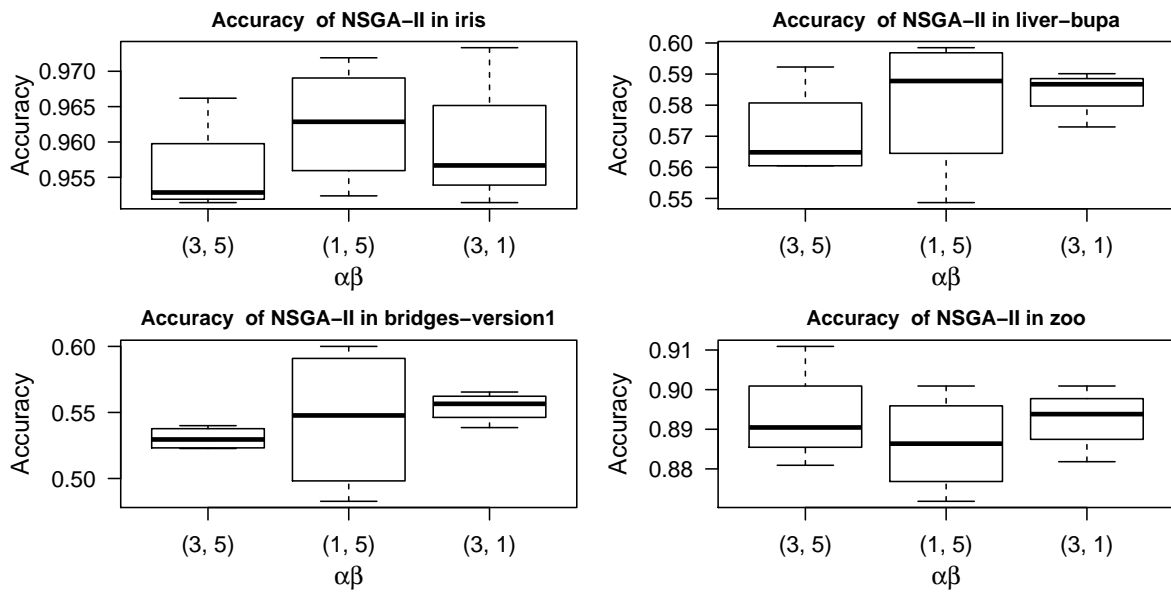 Accuracy of NSGA−II in iris
Accuracy
0.970
0.965
0.960
0.955
(3, 5) (1, 5) (3, 1)
αβ
Accuracy of NSGA−II in liver−bupa
Accuracy
0.60
0.59
0.58
0.57
0.56
0.55
(3, 5) (1, 5) (3, 1)
αβ
Accuracy of NSGA−II in bridges−version1
Accuracy
0.60
0.55
0.50
(3, 5) (1, 5) (3, 1)
αβ
Accuracy of NSGA−II in zoo
Accuracy
0.91
0.90
0.89
0.88
(3, 5) (1, 5) (3, 1)
αβ